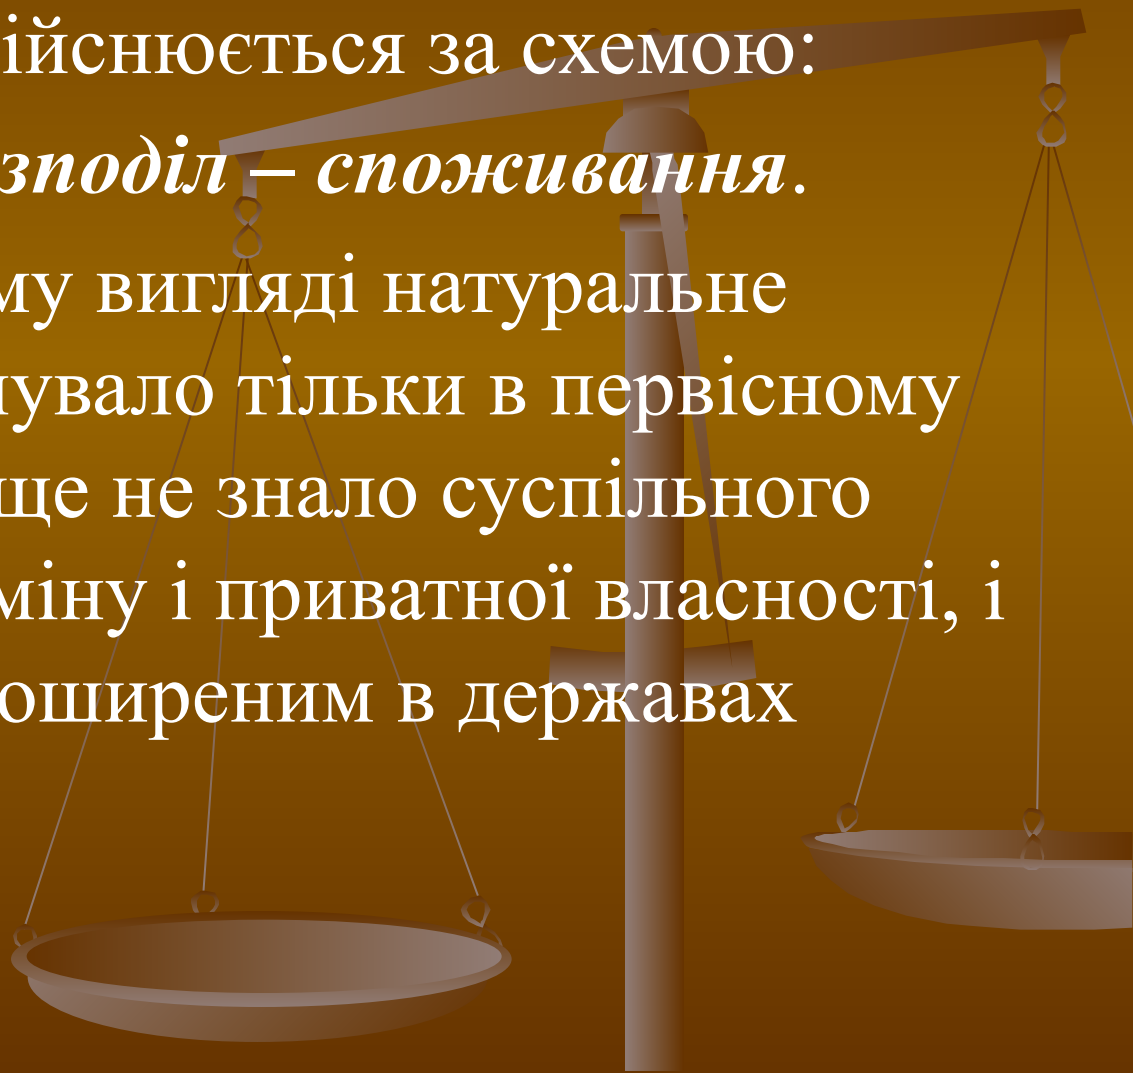 ійснюється за схемою:
зподіл – споживання.
му вигляді натуральне
нувало тільки в первісному
ще не знало суспільного
міну і приватної власності, і
оширеним в державах